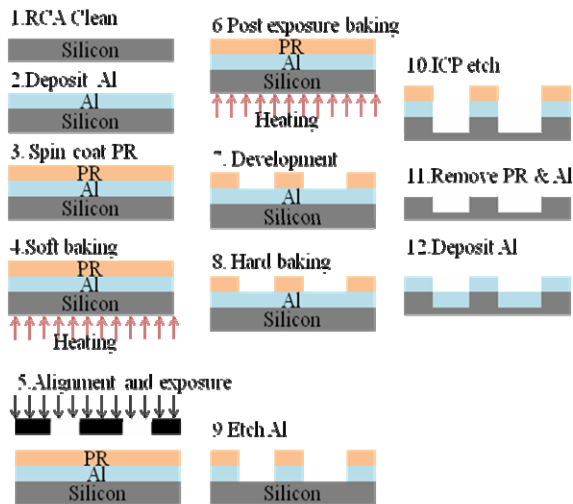 1.RCA Clean
Silicon
2.Deposit Al
Al
Silicon
3. Spin coat PR
PR
Al
Silicon
4.Soft baking
PR
Al
Silicon
Heating
5.Alignment and exposure
PR
Al
Silicon
6 Post exposure baking
PR
Al
Silicon
Heating
7. Development
Al
Silicon
8. Hard baking
Al
Silicon
9 Etch Al
Silicon
10.ICP etch
11.Remove PR & Al
12.Deposit Al